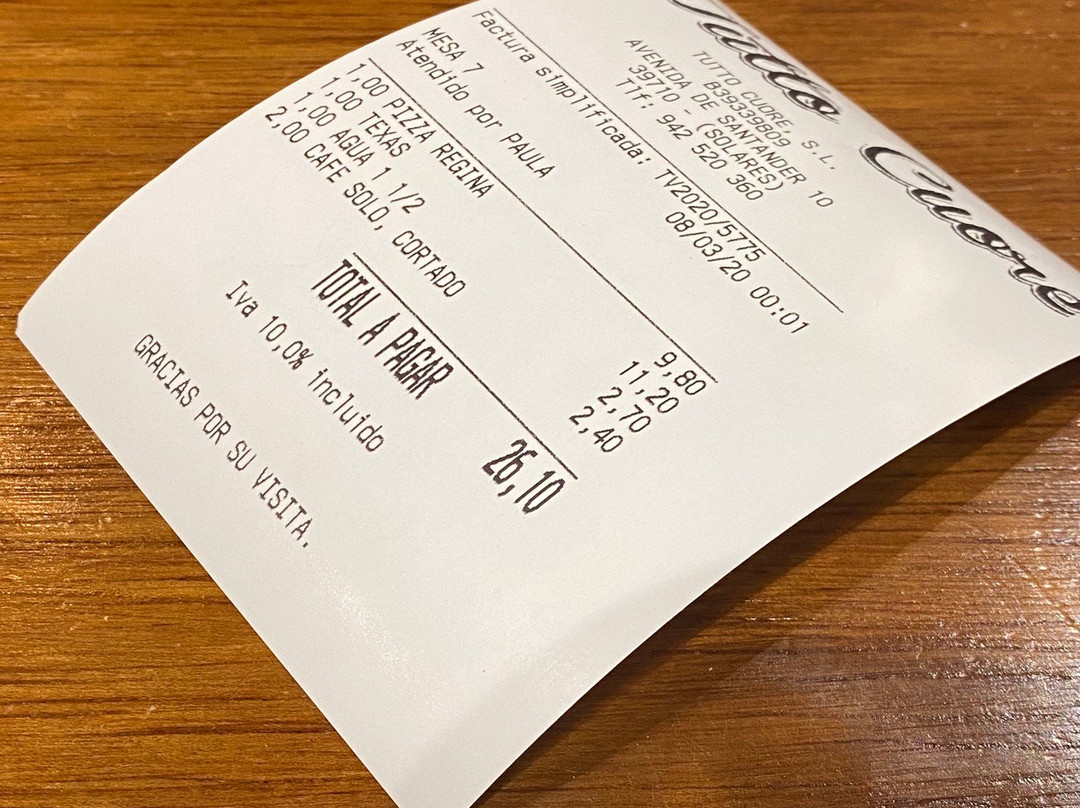 Tutto Cuore
TUTTO CUORE, S.L.
B39339809
AVENIDA DE SANTANDER 10
39710 - (SOLARES)
Tlf: 942 520 360
Factura simplificada: TV2020/5775
08/03/20 00:01
MESA 7
Atendido por PAULA
1,00 PIZZA REGINA 9,80
1,00 TEXAS 11,20
1,00 AGUA 1 1/2 2,70
2,00 CAFE SOLO, CORTADO 2,40
TOTAL A PAGAR 26,10
Iva 10,0% incluido
GRACIAS POR SU VISITA.